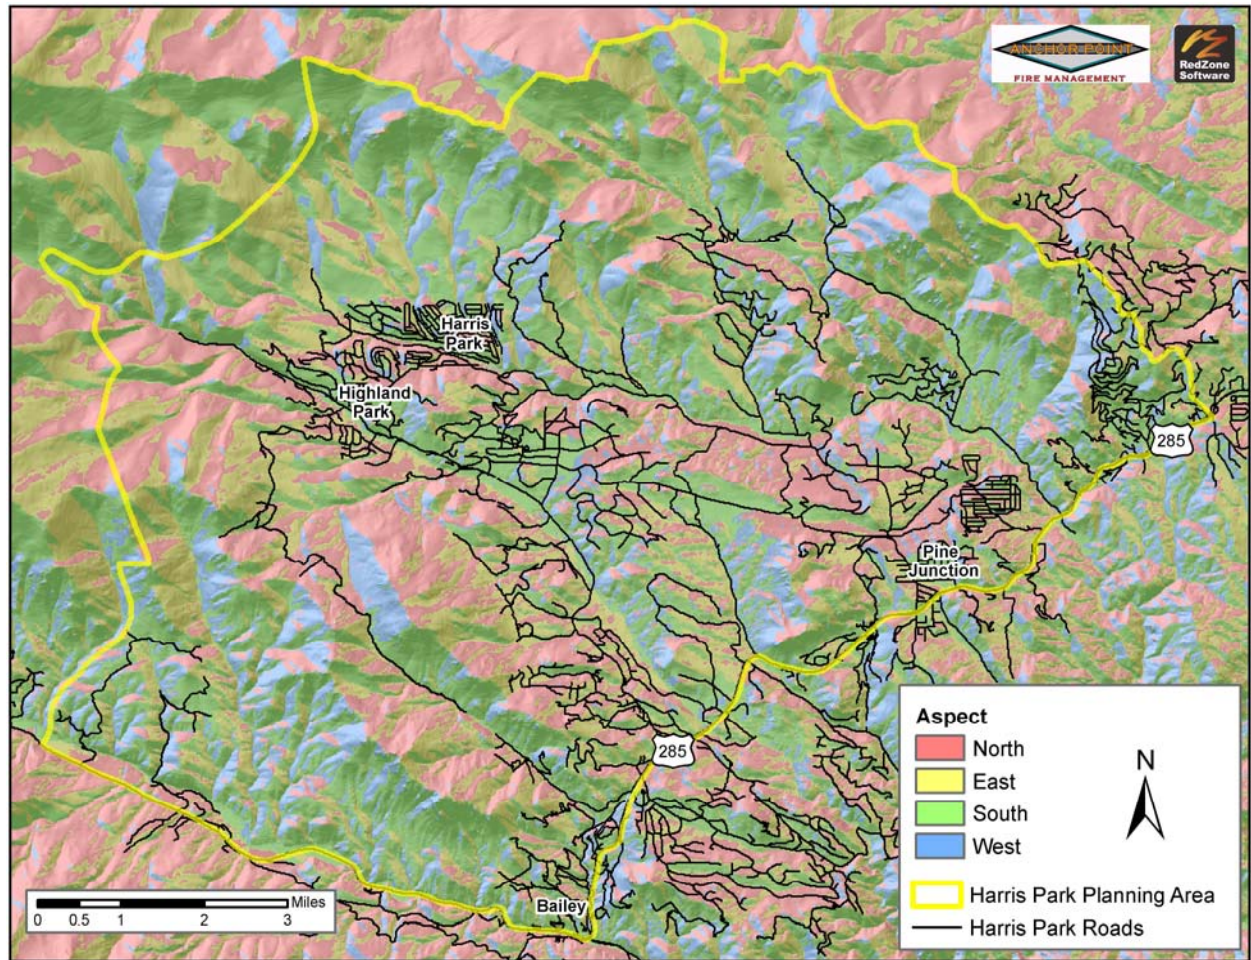 ANCHOR POINT
FIRE MANAGEMENT
RedZone
Software
Harris
Park
Highland
Park
285
Pine
Junction
285
Bailey
Aspect
North
East
South
West
N
Harris Park Planning Area
Harris Park Roads
Miles
0 0.5 1 2 3